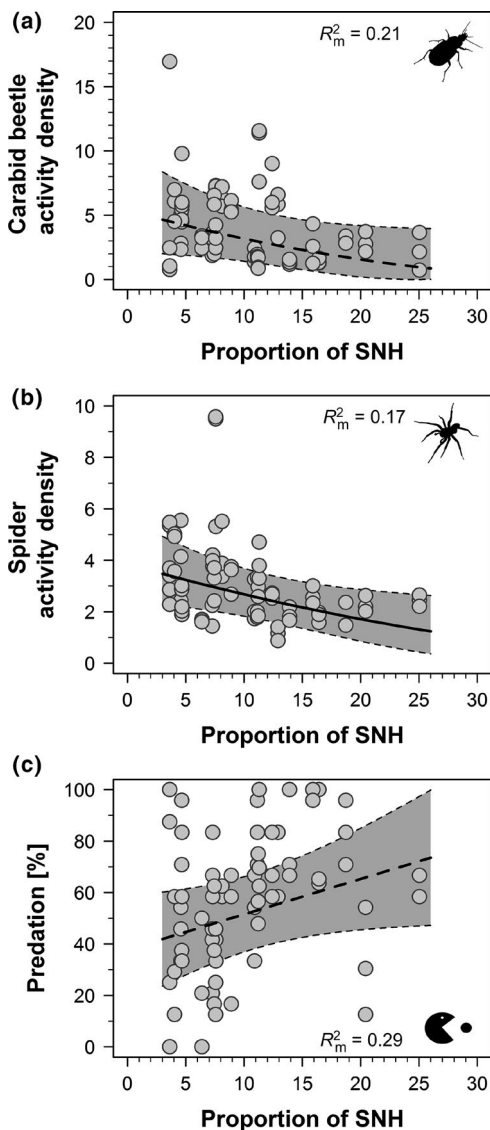 (a)
R²m = 0.21
Carabid beetle
activity density
20
15
10
5
0
0 5 10 15 20 25 30
Proportion of SNH
(b)
R²m = 0.17
Spider
activity density
10
8
6
4
2
0
0 5 10 15 20 25 30
Proportion of SNH
(c)
Predation [%]
100
80
60
40
20
0
R²m = 0.29
0 5 10 15 20 25 30
Proportion of SNH